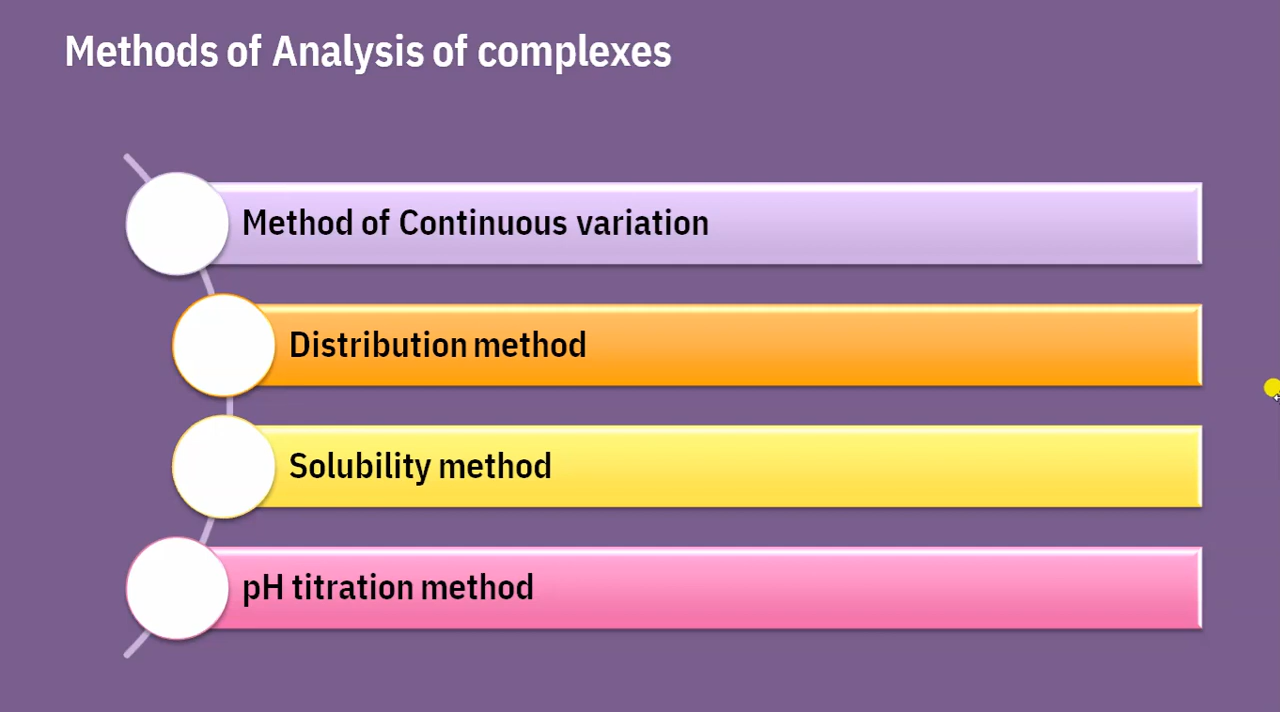 Methods of Analysis of complexes
Method of Continuous variation
Distribution method
Solubility method
pH titration method